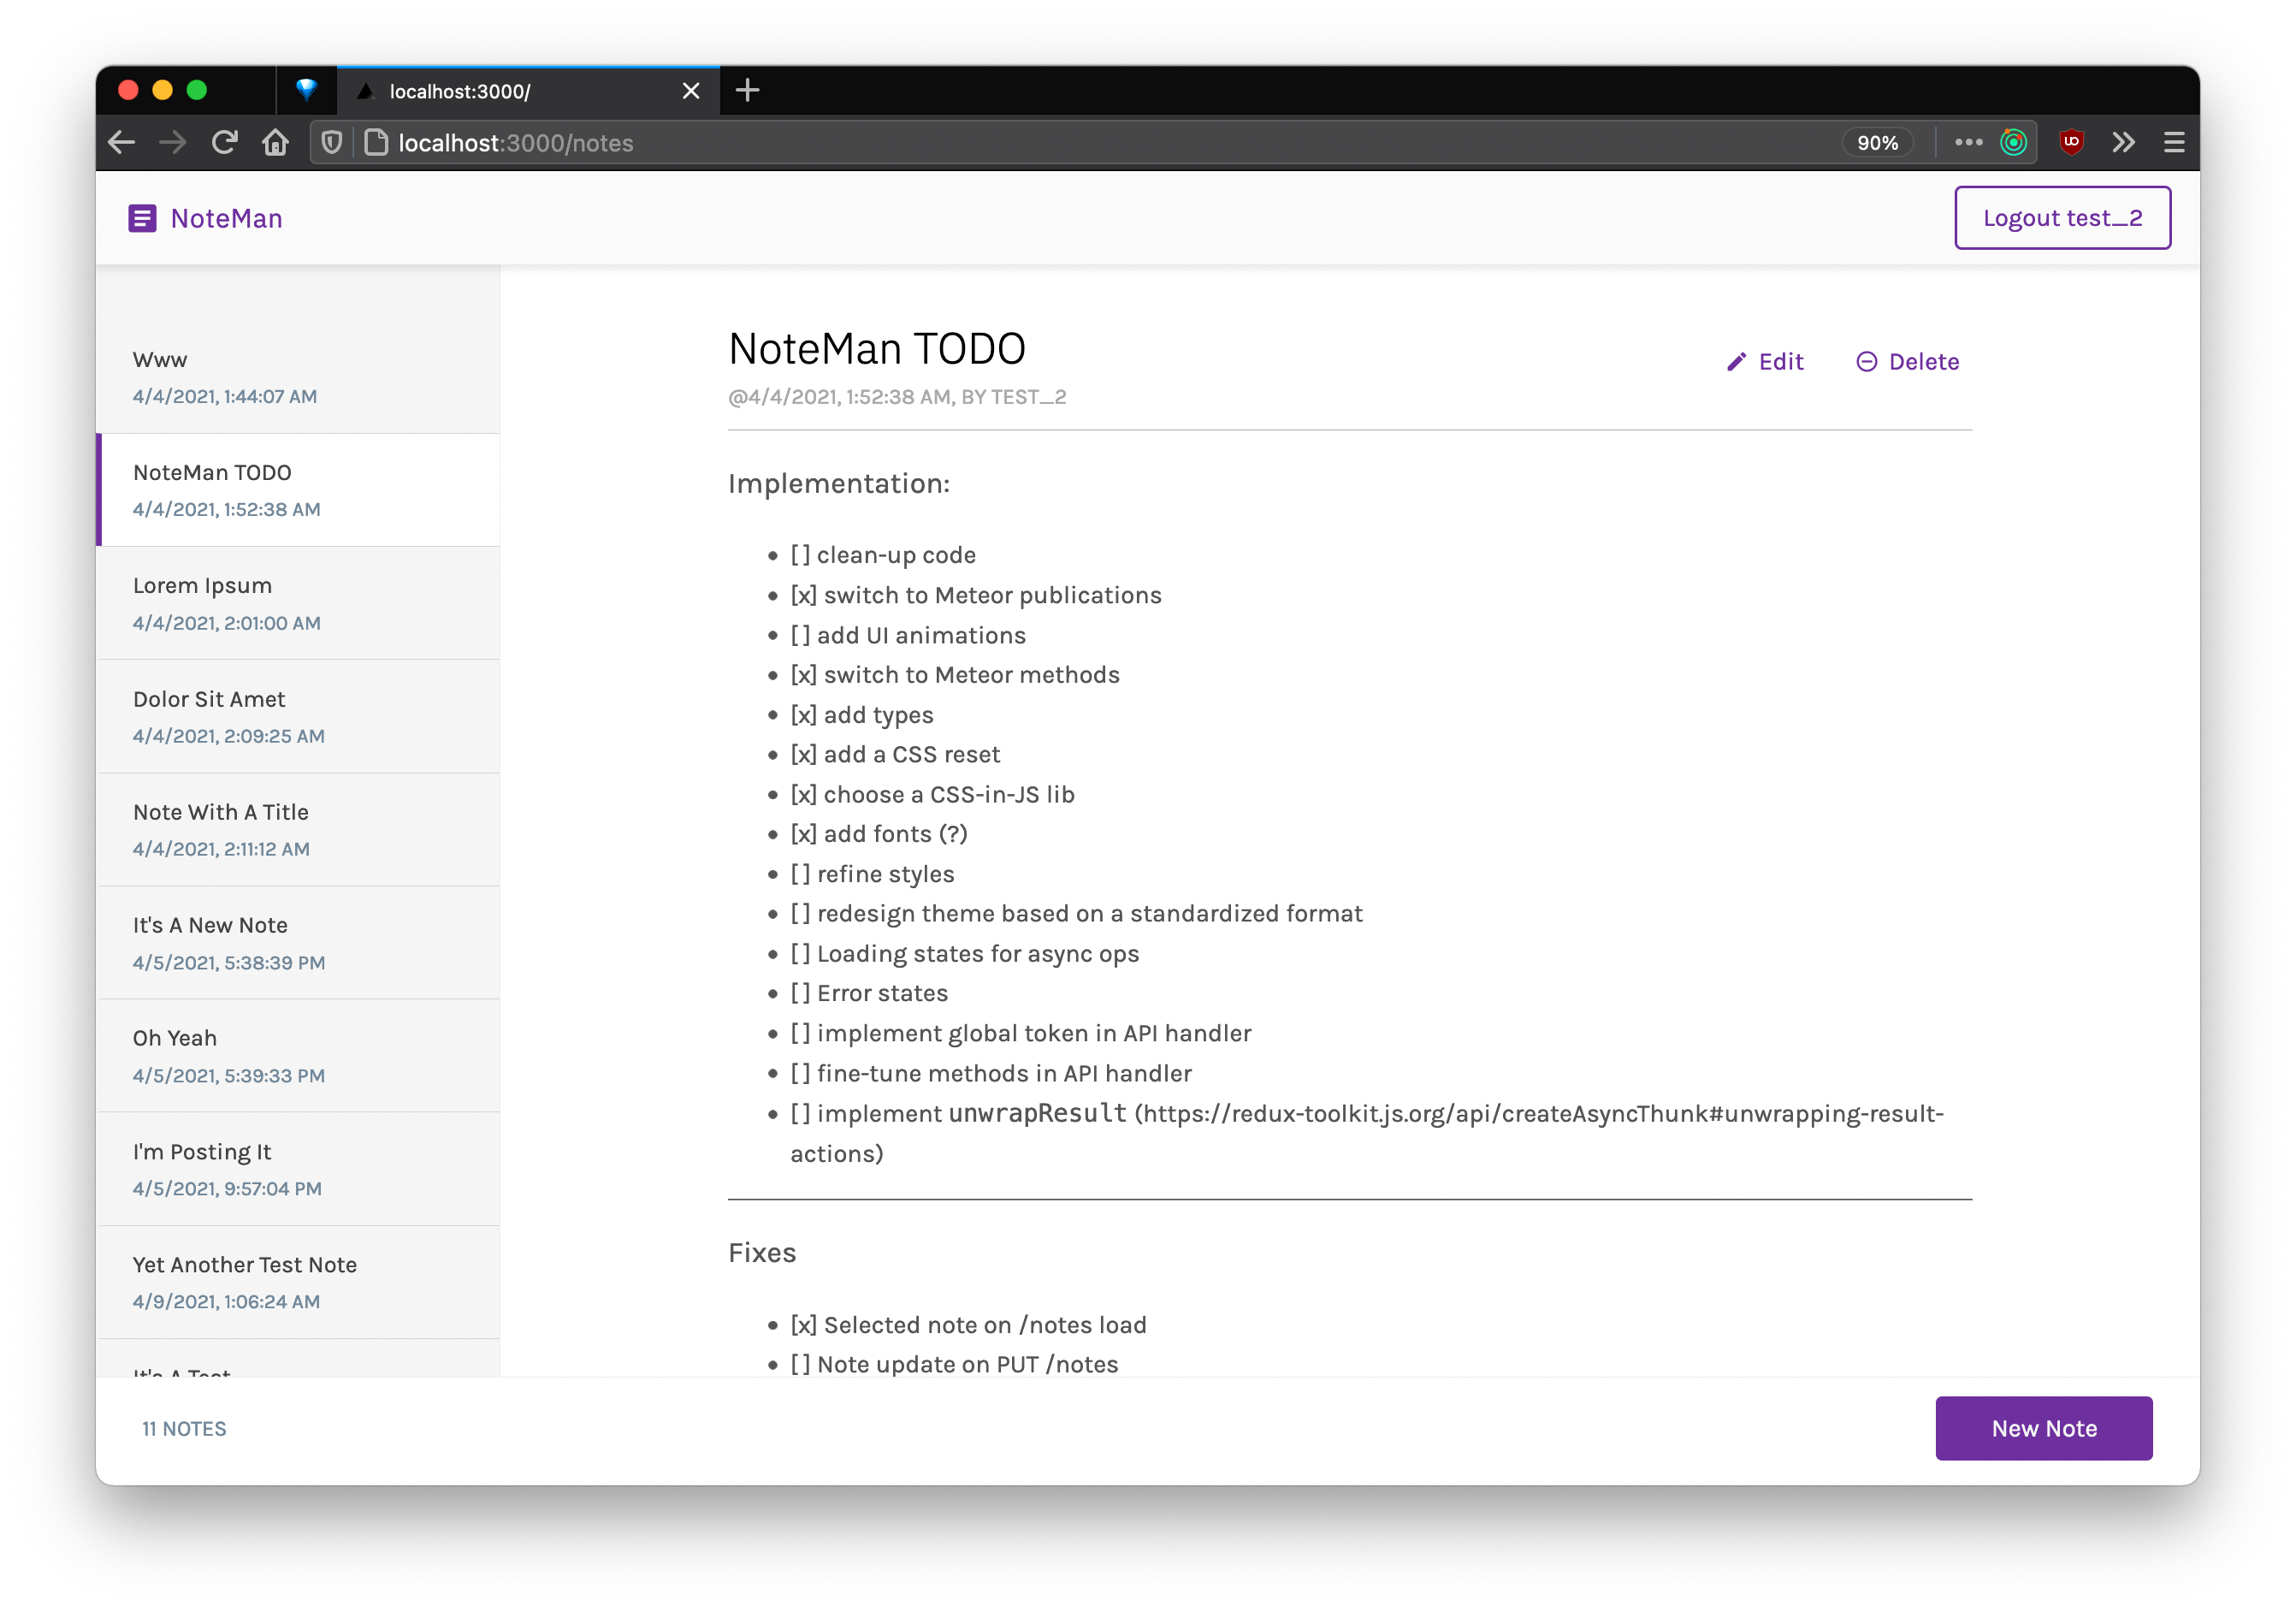 localhost:3000/
localhost:3000/notes
90%
NoteMan
Logout test_2
Www
4/4/2021, 1:44:07 AM
NoteMan TODO
4/4/2021, 1:52:38 AM
Lorem Ipsum
4/4/2021, 2:01:00 AM
Dolor Sit Amet
4/4/2021, 2:09:25 AM
Note With A Title
4/4/2021, 2:11:12 AM
It's A New Note
4/5/2021, 5:38:39 PM
Oh Yeah
4/5/2021, 5:39:33 PM
I'm Posting It
4/5/2021, 9:57:04 PM
Yet Another Test Note
4/9/2021, 1:06:24 AM
It's A Test
NoteMan TODO
Edit
Delete
@4/4/2021, 1:52:38 AM, BY TEST_2
Implementation:
• [ ] clean-up code
• [x] switch to Meteor publications
• [ ] add UI animations
• [x] switch to Meteor methods
• [x] add types
• [x] add a CSS reset
• [x] choose a CSS-in-JS lib
• [x] add fonts (?)
• [ ] refine styles
• [ ] redesign theme based on a standardized format
• [ ] Loading states for async ops
• [ ] Error states
• [ ] implement global token in API handler
• [ ] fine-tune methods in API handler
• [ ] implement unwrapResult (https://redux-toolkit.js.org/api/createAsyncThunk#unwrapping-result-
actions)
Fixes
• [x] Selected note on /notes load
• [ ] Note update on PUT /notes
11 NOTES
New Note